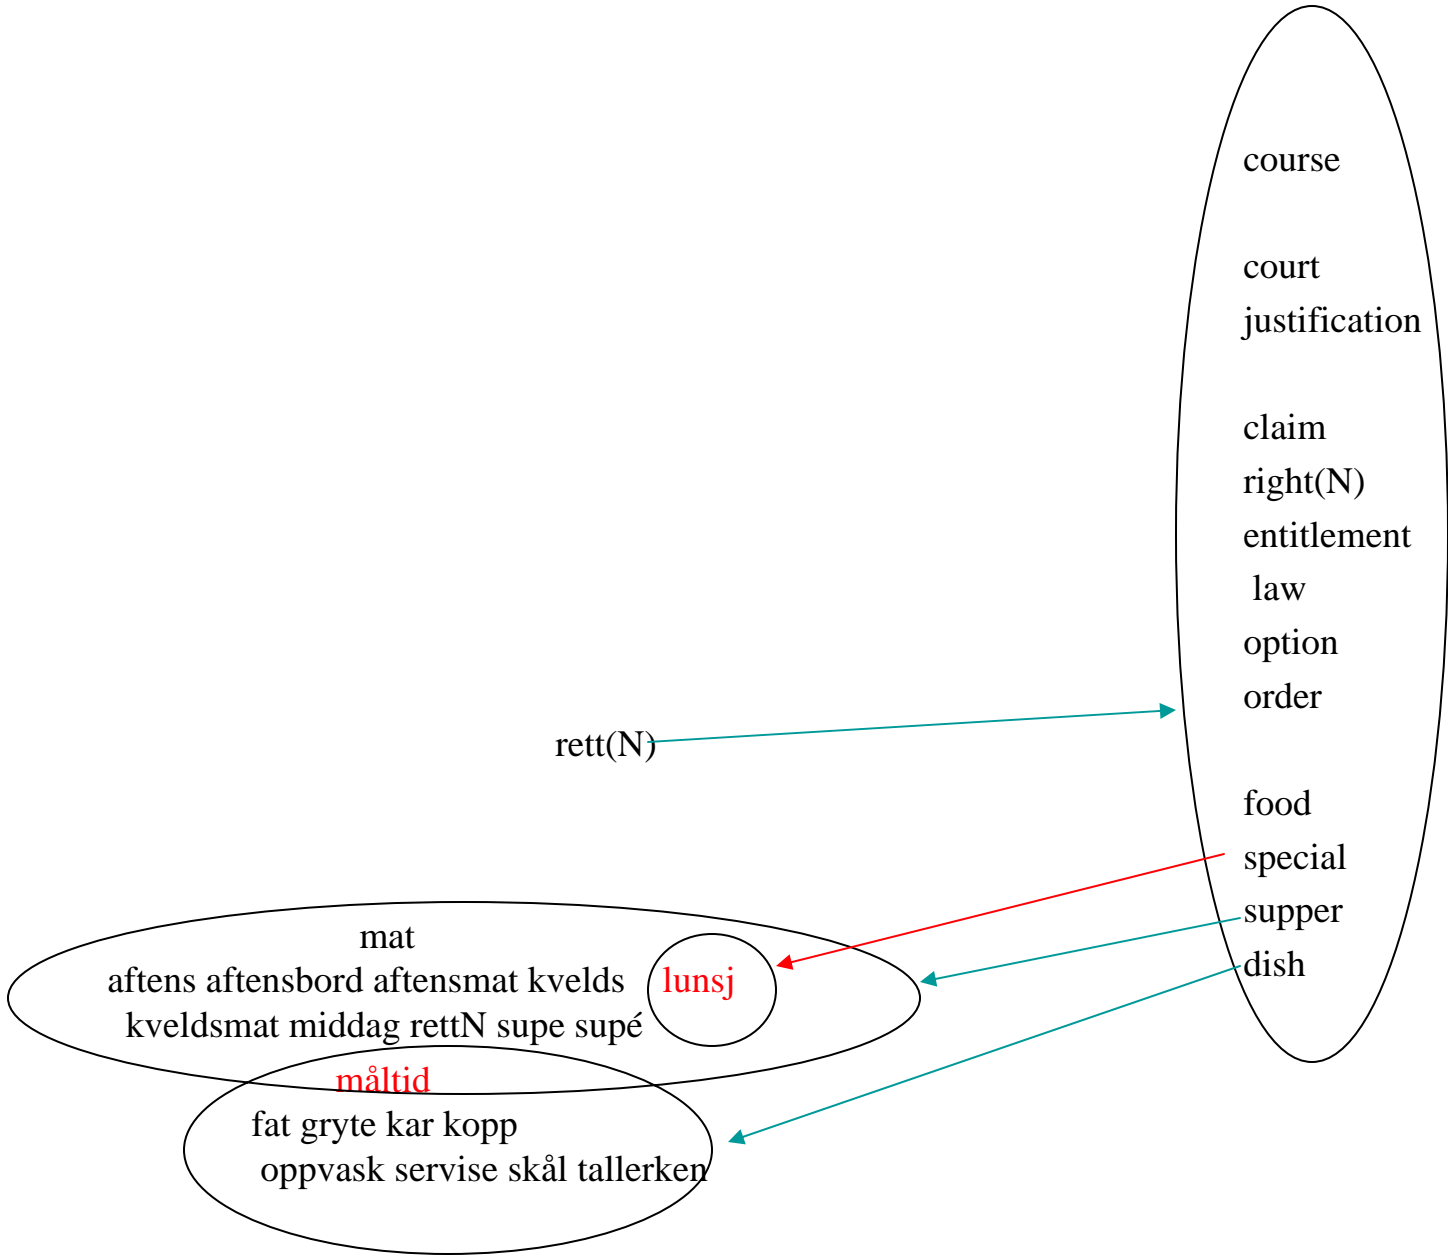 course
court
justification
claim
right(N)
entitlement
law
option
order
rett(N)
food
special
supper
dish
mat
aftens aftensbord aftensmat kvelds lunsj
kveldsmat middag rettN supe supé
måltid
fat gryte kar kopp
oppvask servise skål tallerken